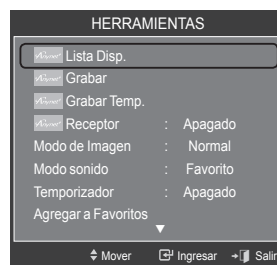 HERRAMIENTAS
Lista Disp.
Grabar
Grabar Temp.
Receptor : Apagado
Modo de Imagen : Normal
Modo sonido : Favorito
Temporizador : Apagado
Agregar a Favoritos
Mover Ingresar Salir